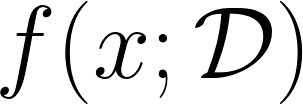 f(x; 𝒟)